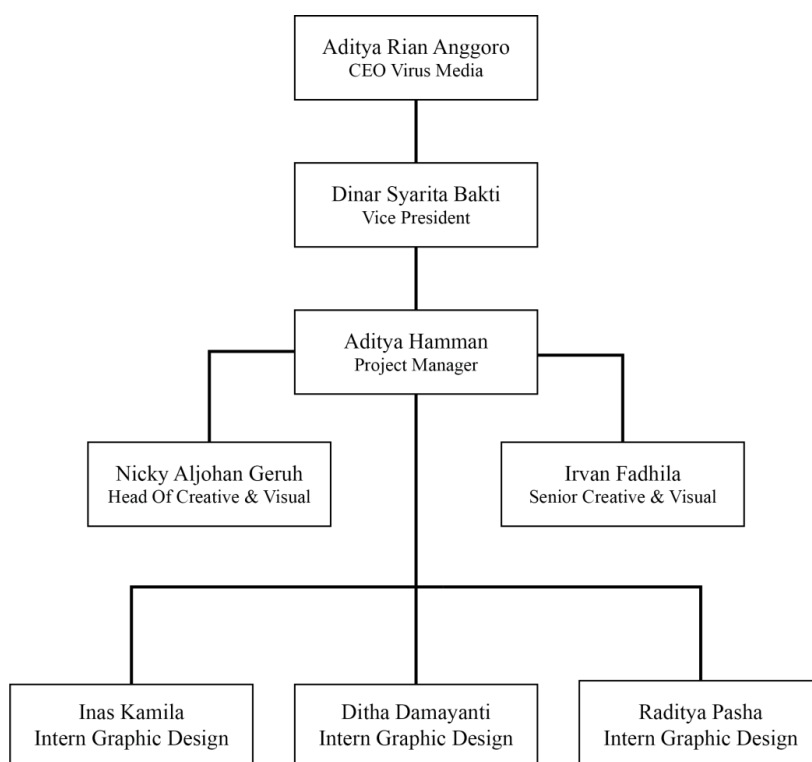 Aditya Rian Anggoro
CEO Virus Media
Dinar Syarita Bakti
Vice President
Aditya Hamman
Project Manager
Nicky Aljohan Geruh
Head Of Creative & Visual
Irvan Fadhila
Senior Creative & Visual
Inas Kamila
Intern Graphic Design
Ditha Damayanti
Intern Graphic Design
Raditya Pasha
Intern Graphic Design